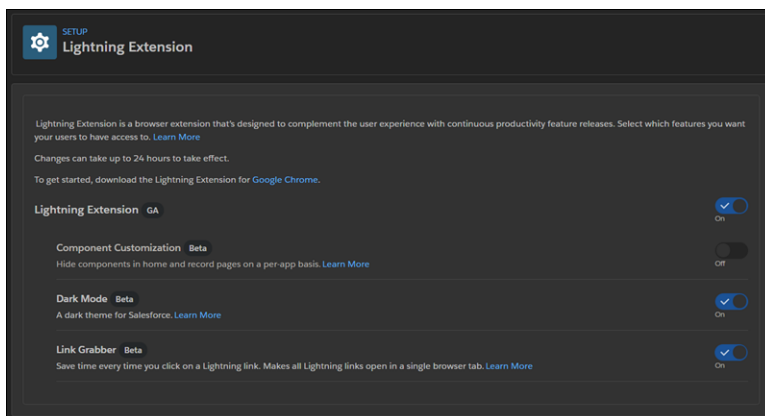 SETUP
Lightning Extension
Lightning Extension is a browser extension that's designed to complement the user experience with continuous productivity feature releases. Select which features you want
your users to have access to. Learn More
Changes can take up to 24 hours to take effect.
To get started, download the Lightning Extension for Google Chrome.
Lightning Extension GA
On
Component Customization Beta
Hide components in home and record pages on a per-app basis. Learn More
Off
Dark Mode Beta
A dark theme for Salesforce. Learn More
On
Link Grabber Beta
Save time every time you click on a Lightning link. Makes all Lightning links open in a single browser tab. Learn More
On